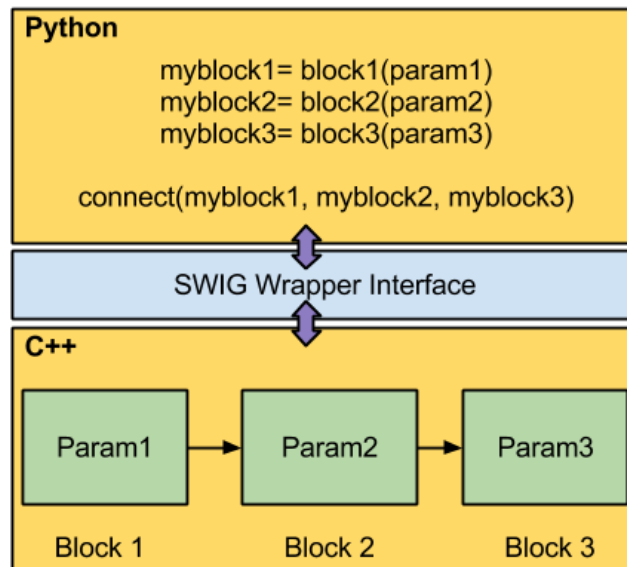 Python
myblock1= block1(param1)
myblock2= block2(param2)
myblock3= block3(param3)
connect(myblock1, myblock2, myblock3)
SWIG Wrapper Interface
C++
Param1 Param2 Param3
Block 1 Block 2 Block 3